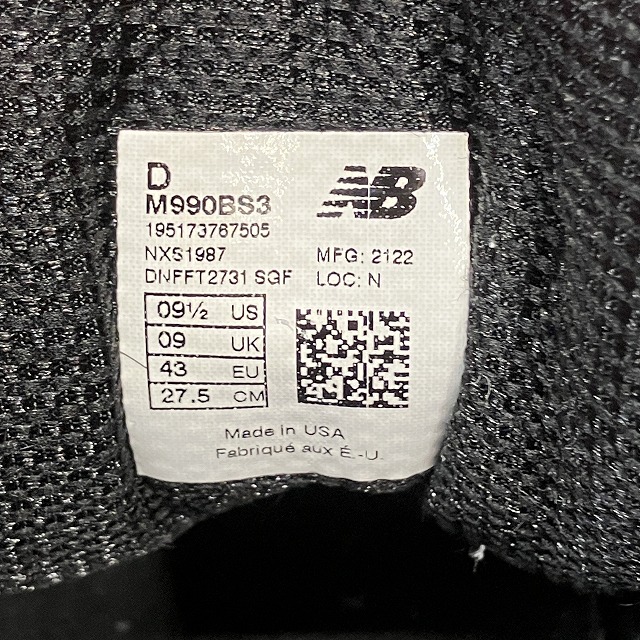 D
M990BS3
195173767505
NXS1987
MFG: 2122
DNFFT2731 SGF
LOC: N
09½ US
09 UK
43 EU
27.5 CM
Made in USA
Fabriqué aux É.-U.